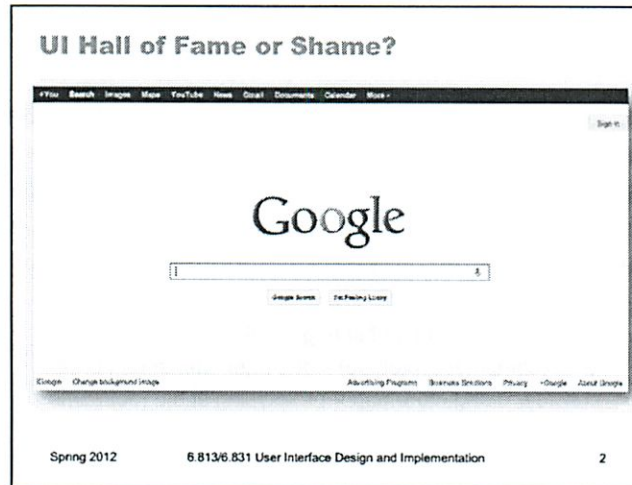 UI Hall of Fame or Shame?
+You Search Images Maps YouTube News Gmail Documents Calendar More
Sign in
Google
Google Search I'm Feeling Lucky
iGoogle Change background image Advertising Programs Business Solutions Privacy +Google About Google
Spring 2012 6.813/6.831 User Interface Design and Implementation 2